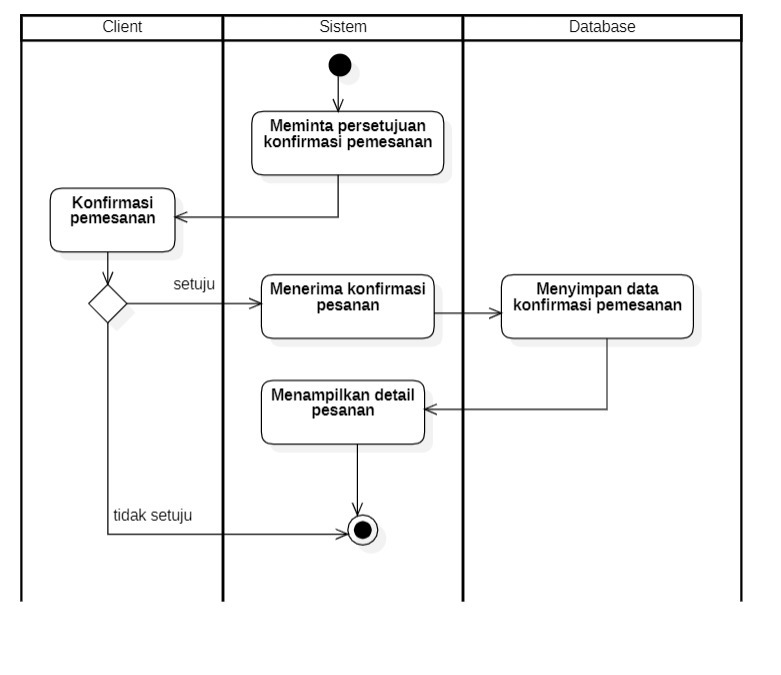 Client
Sistem
Database
Meminta persetujuan
konfirmasi pemesanan
Konfirmasi
pemesanan
setuju
Menerima konfirmasi
pesanan
Menyimpan data
konfirmasi pemesanan
Menampilkan detail
pesanan
tidak setuju